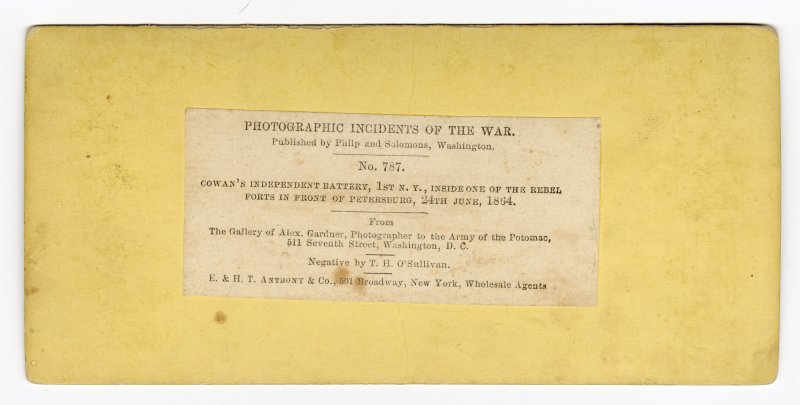 PHOTOGRAPHIC INCIDENTS OF THE WAR.
Published by Philp and Solomons, Washington.
No. 787.
COWAN'S INDEPENDENT BATTERY, 1ST N. Y., INSIDE ONE OF THE REBEL
FORTS IN FRONT OF PETERSBURG, 24TH JUNE, 1864.
From
The Gallery of Alex. Gardner, Photographer to the Army of the Potomac,
511 Seventh Street, Washington, D. C.
Negative by T. H. O'Sullivan.
E. & H. T. ANTHONY & Co., 501 Broadway, New York, Wholesale Agents